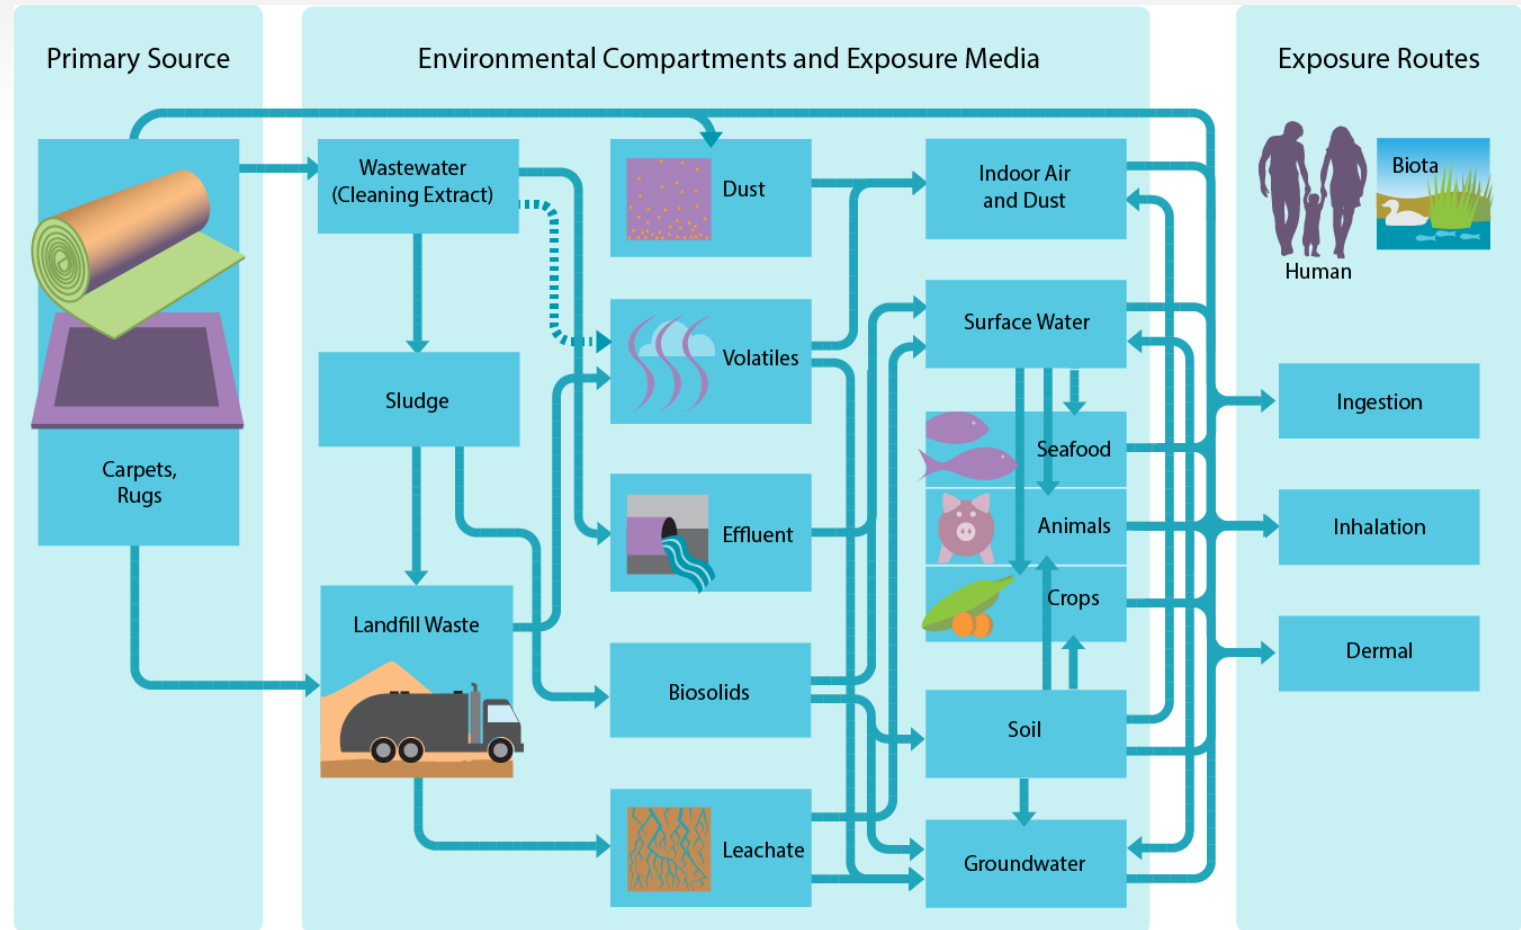 Primary Source
Environmental Compartments and Exposure Media
Exposure Routes
Carpets,
Rugs
Wastewater
(Cleaning Extract)
Sludge
Landfill Waste
Dust
Volatiles
Effluent
Biosolids
Leachate
Indoor Air
and Dust
Surface Water
Seafood
Animals
Crops
Soil
Groundwater
Human
Biota
Ingestion
Inhalation
Dermal